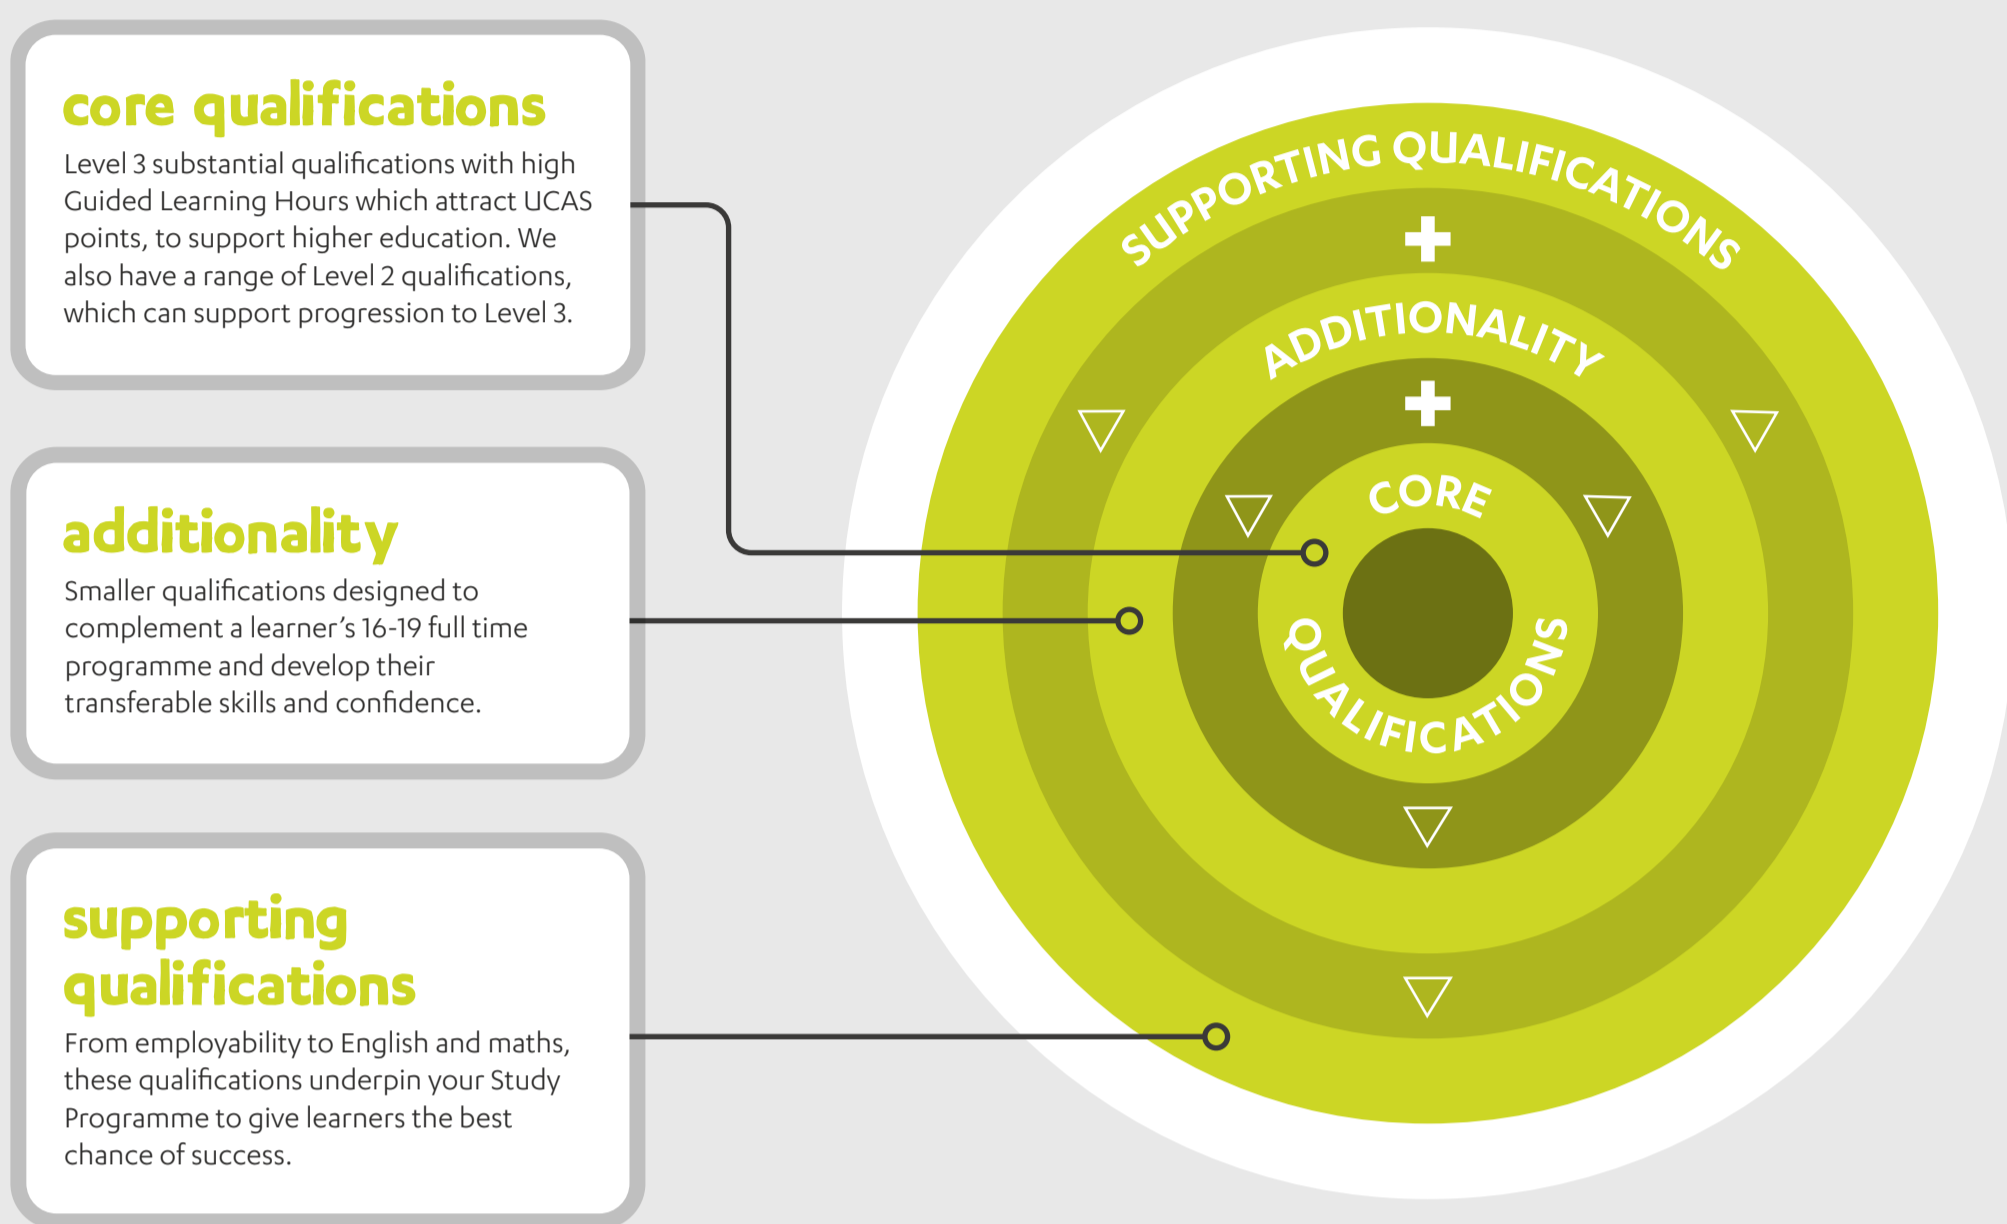 core qualifications
Level 3 substantial qualifications with high
Guided Learning Hours which attract UCAS
points, to support higher education. We
also have a range of Level 2 qualifications,
which can support progression to Level 3.
additionality
Smaller qualifications designed to
complement a learner’s 16-19 full time
programme and develop their
transferable skills and confidence.
supporting
qualifications
From employability to English and maths,
these qualifications underpin your Study
Programme to give learners the best
chance of success.
SUPPORTING QUALIFICATIONS
+
ADDITIONALITY
+
CORE
QUALIFICATIONS